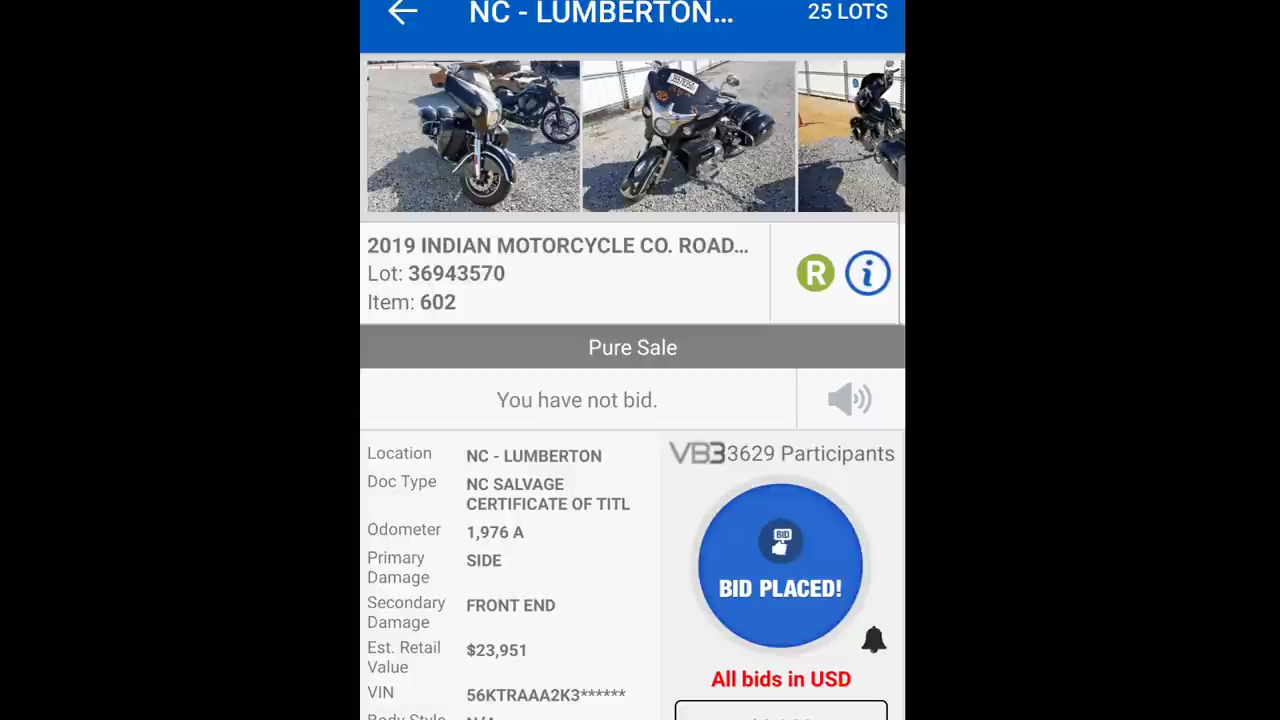 NC - LUMBERTON...
25 LOTS
2019 INDIAN MOTORCYCLE CO. ROAD...
Lot: 36943570
Item: 602
R
i
Pure Sale
You have not bid.
VB3
3629 Participants
Location NC - LUMBERTON
Doc Type NC SALVAGE
CERTIFICATE OF TITL
Odometer 1,976 A
Primary
Damage SIDE
Secondary
Damage FRONT END
Est. Retail
Value $23,951
VIN 56KTRAAA2K3******
Body Style N/A
BID
BID PLACED!
All bids in USD